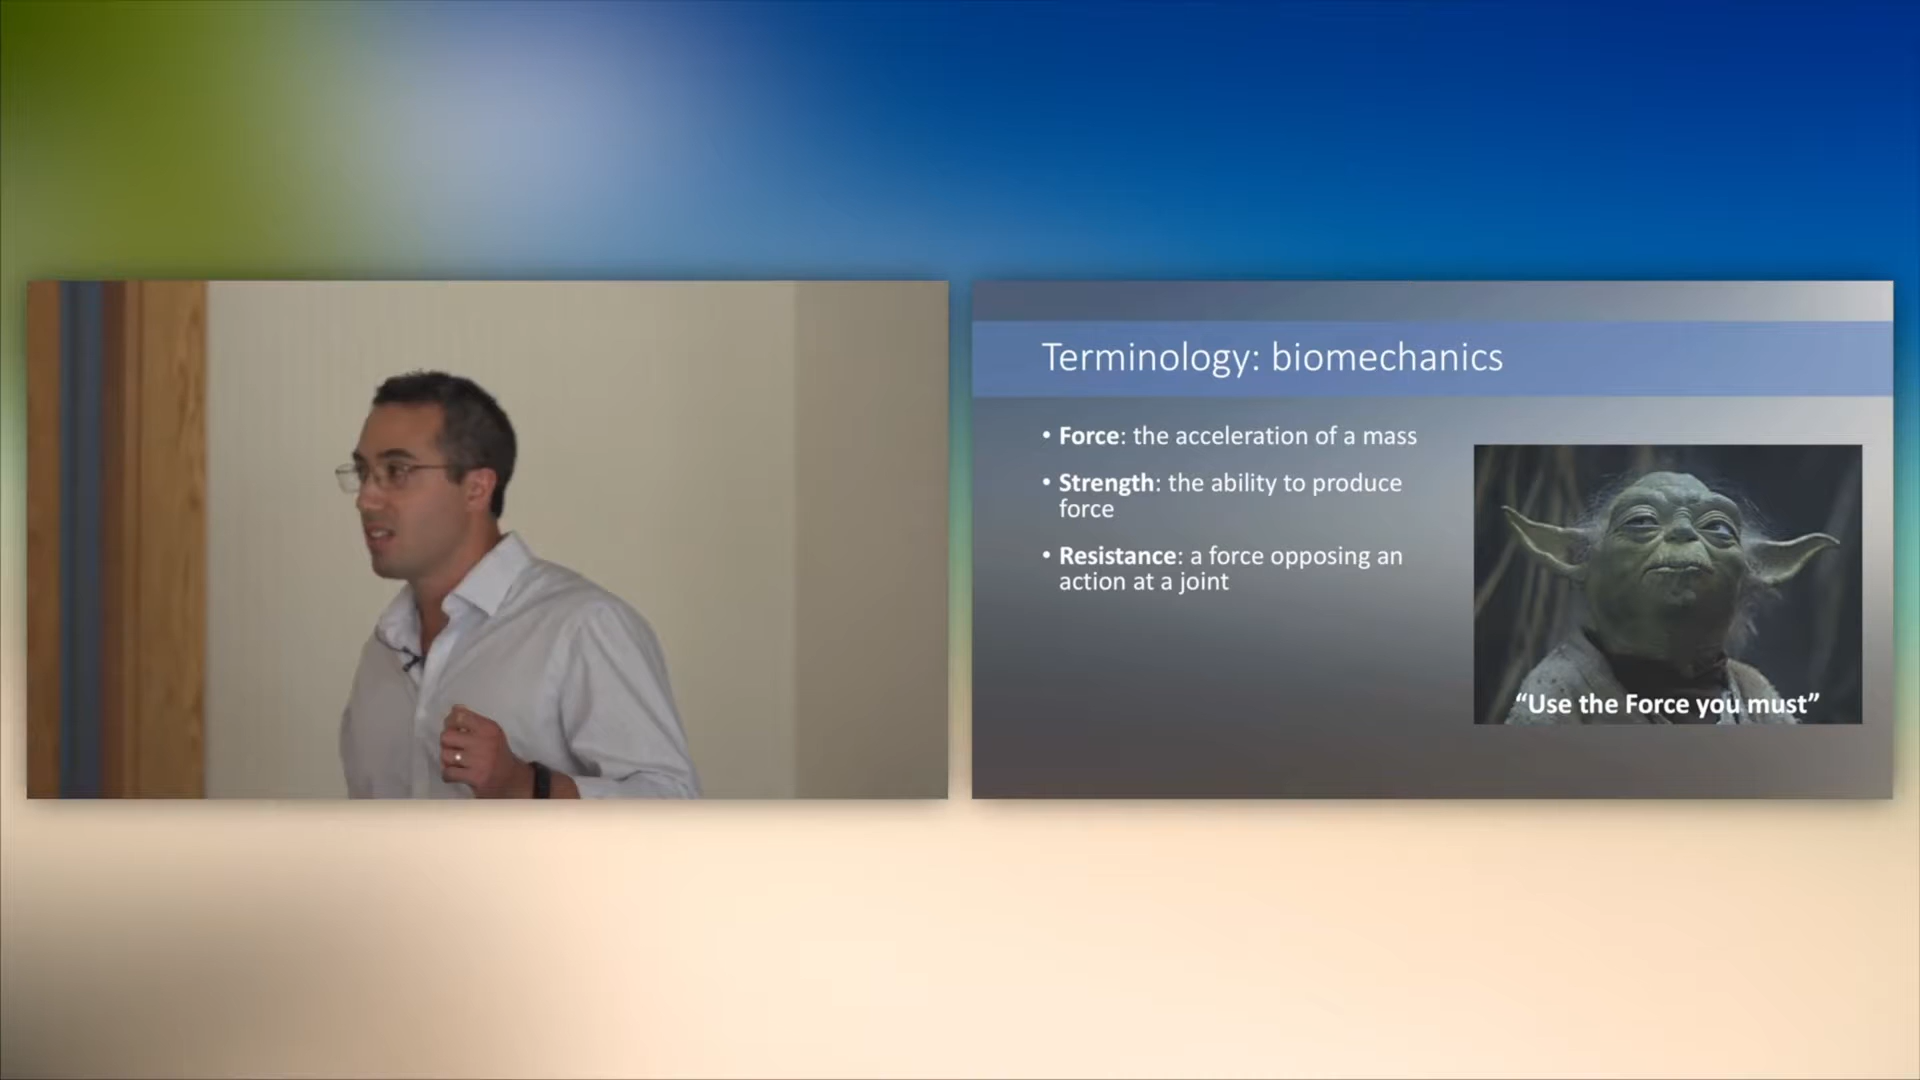 Terminology: biomechanics
• Force: the acceleration of a mass
• Strength: the ability to produce
force
• Resistance: a force opposing an
action at a joint
“Use the Force you must”